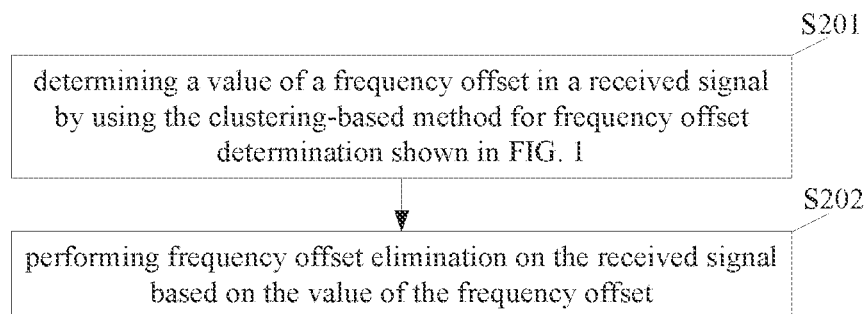 S201
determining a value of a frequency offset in a received signal
by using the clustering-based method for frequency offset
determination shown in FIG. 1
S202
performing frequency offset elimination on the received signal
based on the value of the frequency offset